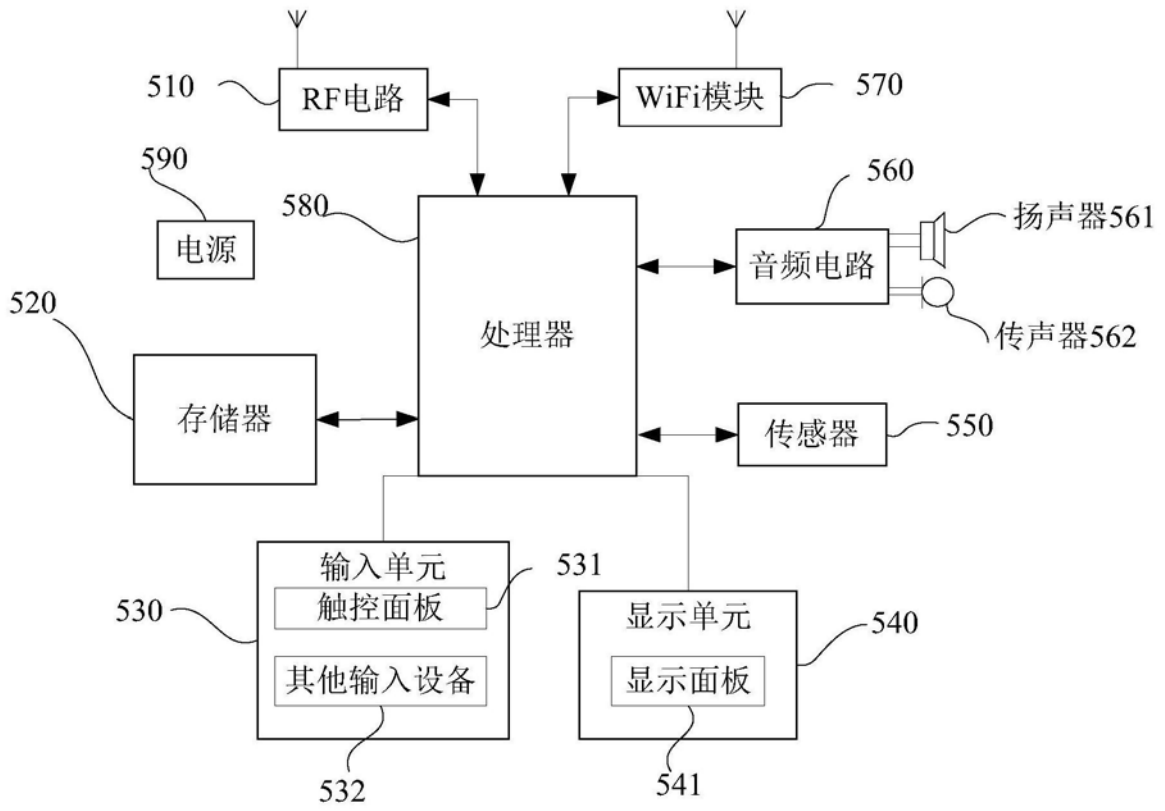 510
RF电路
WiFi模块
570
590
电源
580
560
音频电路
扬声器561
传声器562
520
存储器
处理器
传感器
550
输入单元
531
触控面板
530
其他输入设备
532
显示单元
540
显示面板
541